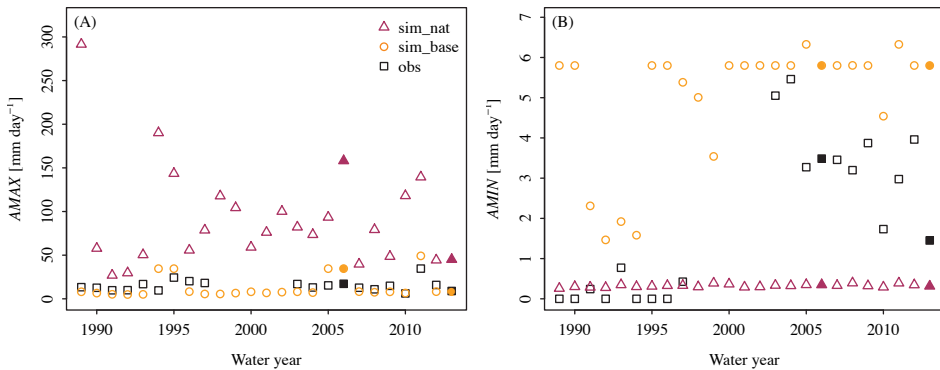 (A)
sim_nat
sim_base
obs
AMAX [mm day⁻¹]
300
250
200
150
100
50
0
1990
1995
2000
2005
2010
Water year
(B)
AMIN [mm day⁻¹]
7
6
5
4
3
2
1
0
1990
1995
2000
2005
2010
Water year